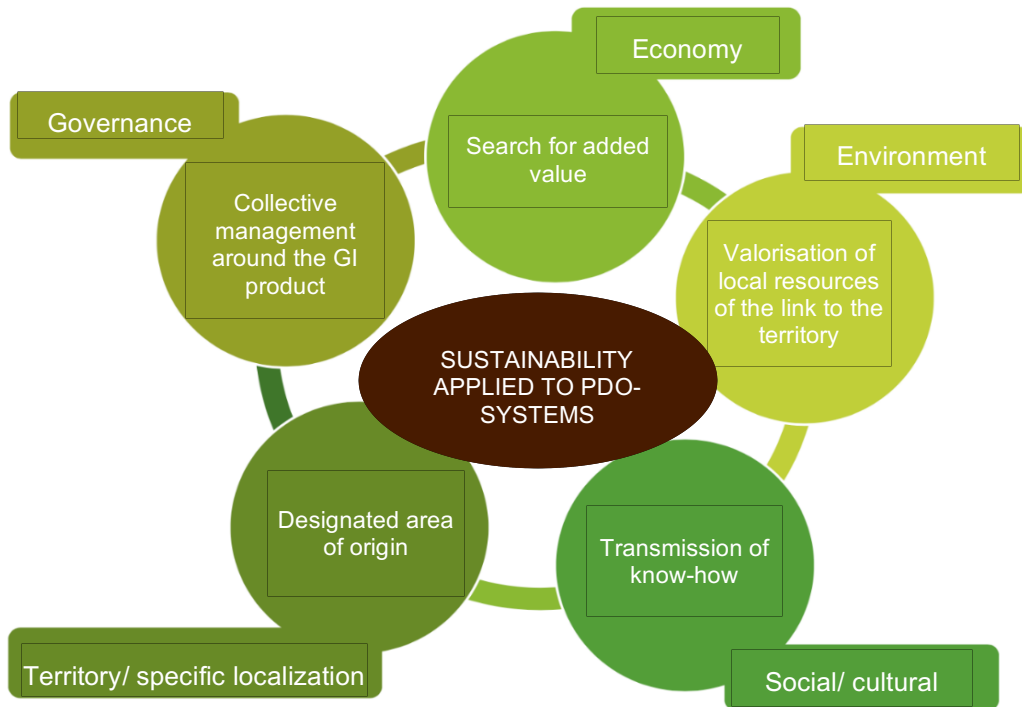 Economy
Search for added
value
Environment
Valorisation of
local resources
of the link to the
territory
Social/ cultural
Transmission of
know-how
Territory/ specific localization
Designated area
of origin
Governance
Collective
management
around the GI
product
SUSTAINABILITY
APPLIED TO PDO-
SYSTEMS